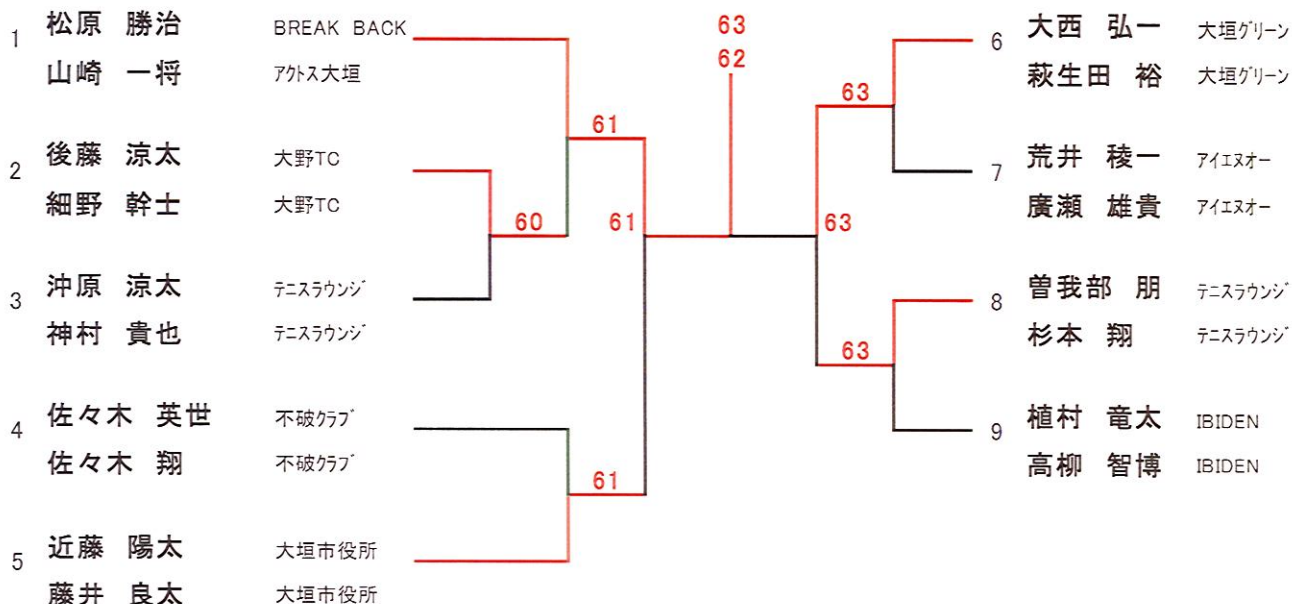 1 松原 勝治 BREAK BACK
山崎 一将 アクトス大垣
2 後藤 涼太 大野TC
細野 幹士 大野TC
3 沖原 涼太 テニスラウンジ
神村 貴也 テニスラウンジ
4 佐々木 英世 不破クラブ
佐々木 翔 不破クラブ
5 近藤 陽太 大垣市役所
藤井 良太 大垣市役所
61
60
61
61
63
62
63
63
63
6 大西 弘一 大垣グリーン
萩生田 裕 大垣グリーン
7 荒井 稜一 アイエヌオー
廣瀬 雄貴 アイエヌオー
8 曽我部 朋 テニスラウンジ
杉本 翔 テニスラウンジ
9 植村 竜太 IBIDEN
高柳 智博 IBIDEN